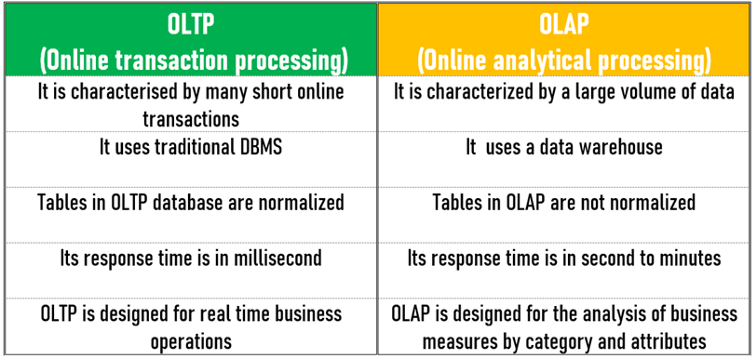 OLTP
(Online transaction processing)
OLAP
(Online analytical processing)
It is characterised by many short online
transactions
It is characterized by a large volume of data
It uses traditional DBMS
It uses a data warehouse
Tables in OLTP database are normalized
Tables in OLAP are not normalized
Its response time is in millisecond
Its response time is in second to minutes
OLTP is designed for real time business
operations
OLAP is designed for the analysis of business
measures by category and attributes